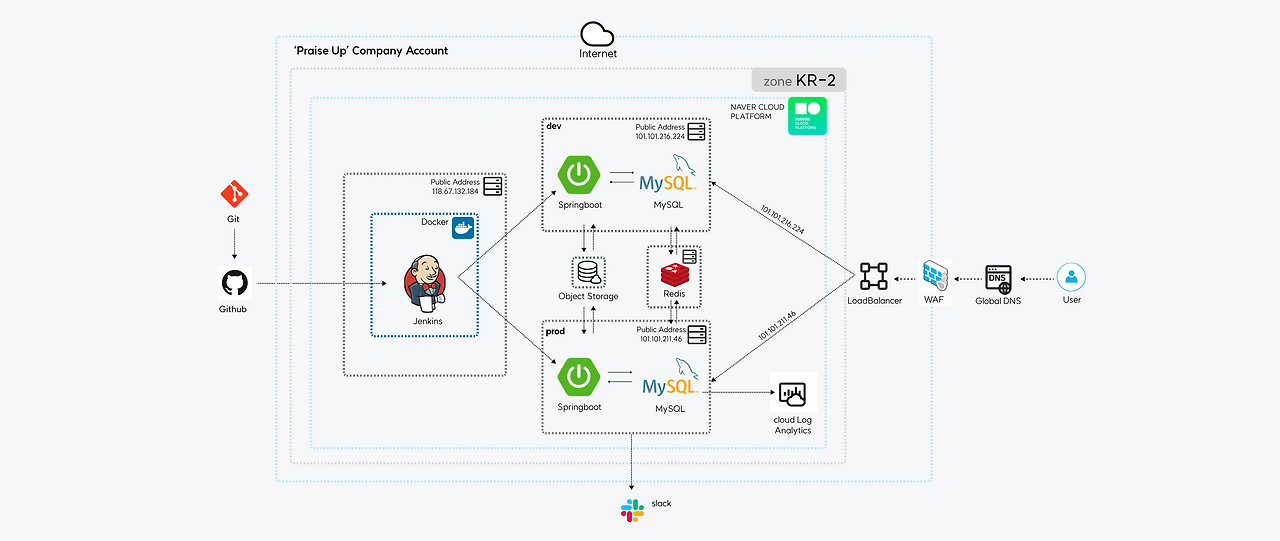 Internet
'Praise Up' Company Account
zone KR-2
NAVER CLOUD
PLATFORM
NAVER
CLOUD
PLATFORM
dev
Public Address
101.101.216.224
Springboot
MySQL
MySQL
Public Address
118.67.132.184
Docker
Jenkins
Git
Github
Object Storage
Redis
101.101.216.224
101.101.211.46
LoadBalancer
WAF
DNS
Global DNS
User
prod
Public Address
101.101.211.46
Springboot
MySQL
MySQL
cloud Log
Analytics
slack